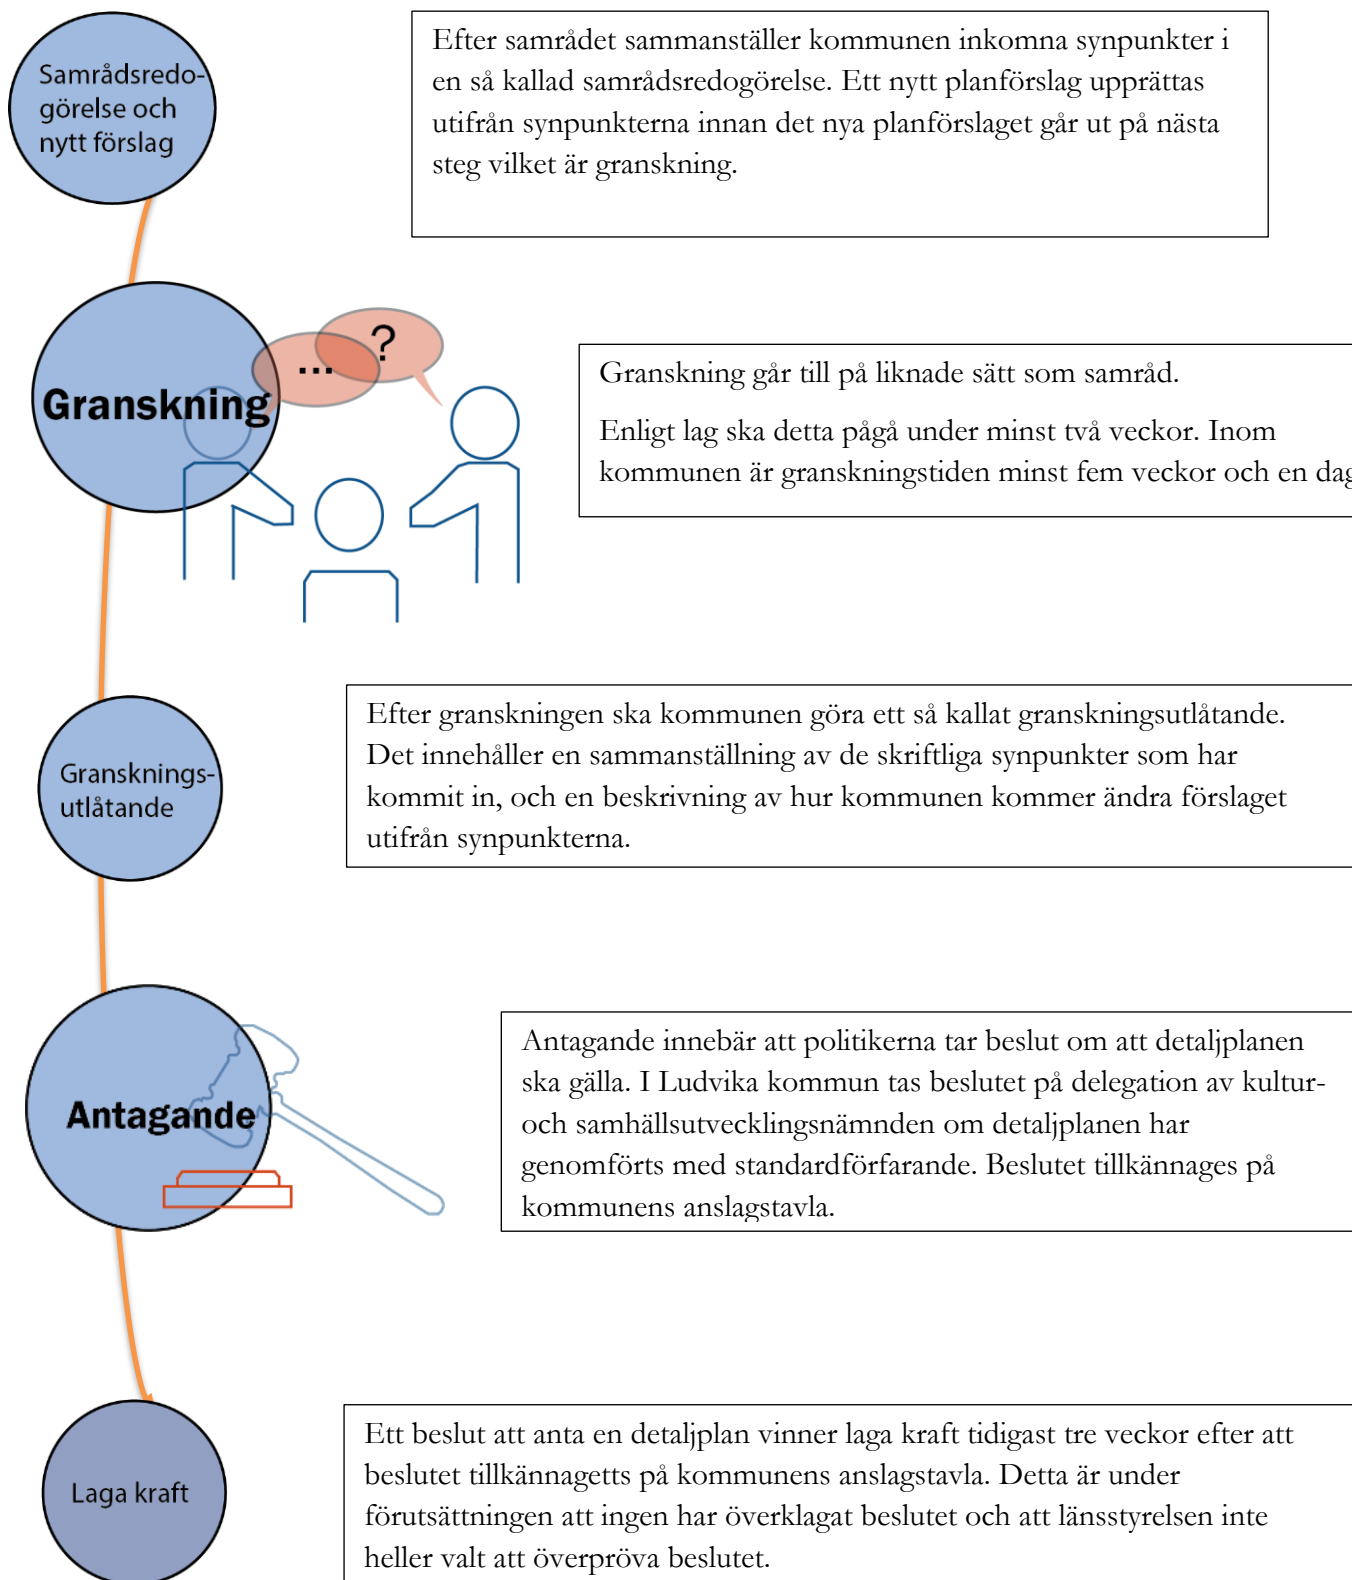 Samrådsredo-
görelse och
nytt förslag
Efter samrådet sammanställer kommunen inkomna synpunkter i
en så kallad samrådsredogörelse. Ett nytt planförslag upprättas
utifrån synpunkterna innan det nya planförslaget går ut på nästa
steg vilket är granskning.
Granskning
...
?
Granskning går till på liknade sätt som samråd.
Enligt lag ska detta pågå under minst två veckor. Inom
kommunen är granskningstiden minst fem veckor och en dag
Gransknings-
utlåtande
Efter granskningen ska kommunen göra ett så kallat granskningsutlåtande.
Det innehåller en sammanställning av de skriftliga synpunkter som har
kommit in, och en beskrivning av hur kommunen kommer ändra förslaget
utifrån synpunkterna.
Antagande
Antagande innebär att politikerna tar beslut om att detaljplanen
ska gälla. I Ludvika kommun tas beslutet på delegation av kultur-
och samhällsutvecklingsnämnden om detaljplanen har
genomförts med standardförfarande. Beslutet tillkännages på
kommunens anslagstavla.
Laga kraft
Ett beslut att anta en detaljplan vinner laga kraft tidigast tre veckor efter att
beslutet tillkännagetts på kommunens anslagstavla. Detta är under
förutsättningen att ingen har överklagat beslutet och att länsstyrelsen inte
heller valt att överpröva beslutet.